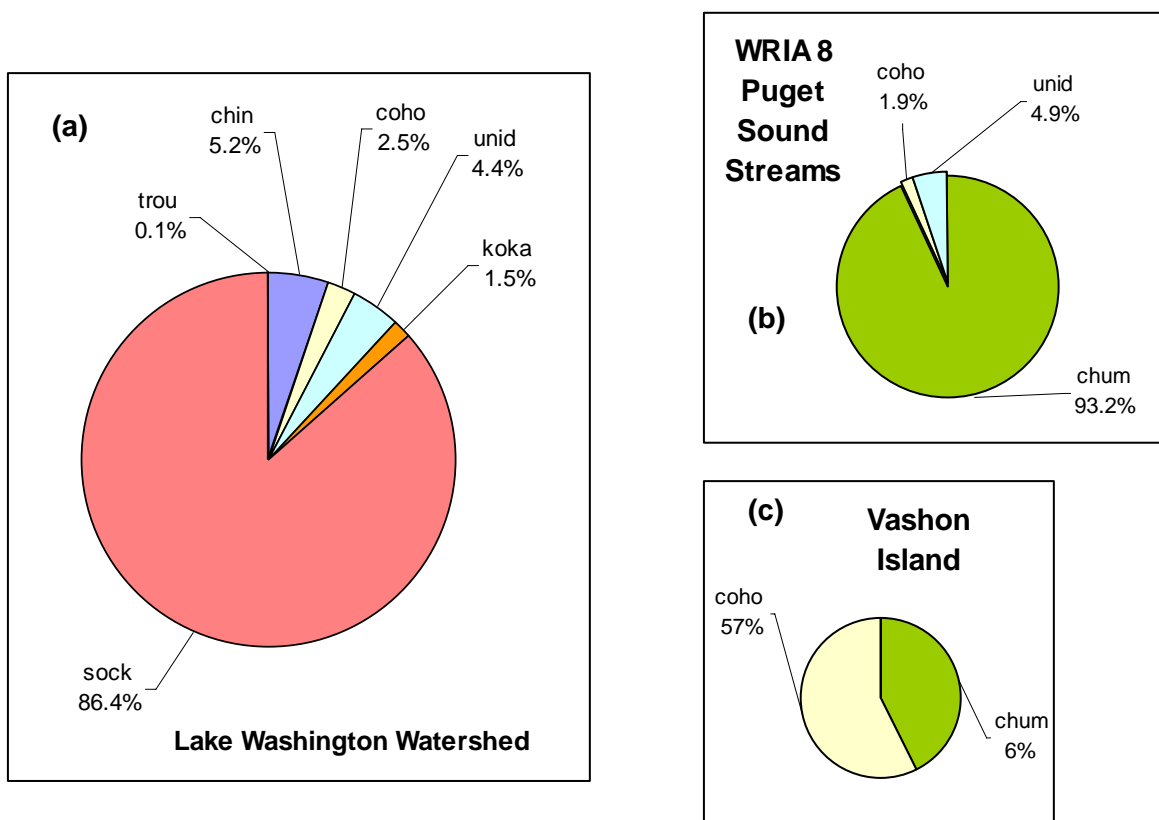 (a)
trou
0.1%
chin
5.2%
coho
2.5%
unid
4.4%
koka
1.5%
sock
86.4%
Lake Washington Watershed
WRIA 8
Puget
Sound
Streams
(b)
coho
1.9%
unid
4.9%
chum
93.2%
(c)
Vashon
Island
coho
57%
chum
6%